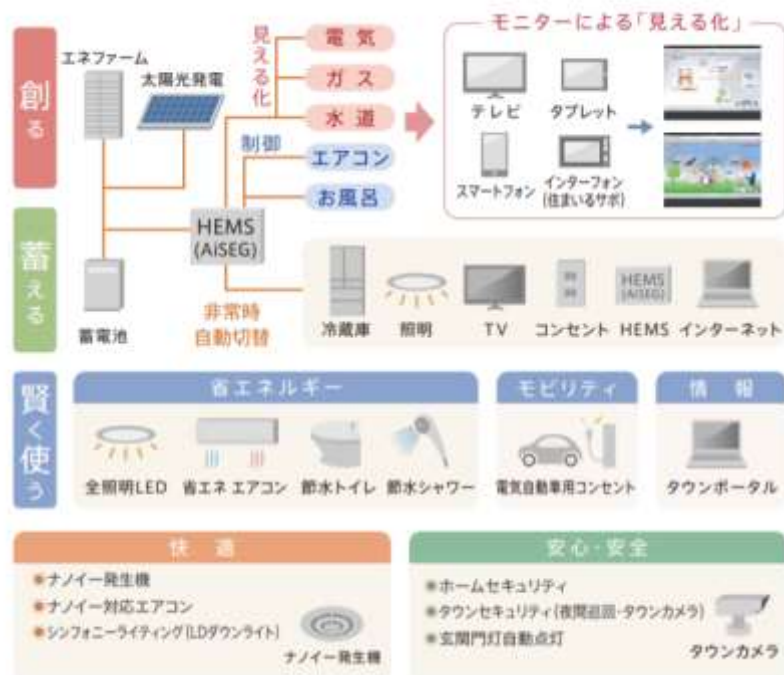 創る
エネファーム
太陽光発電
見える化
電気
ガス
水道
制御
エアコン
お風呂
モニターによる「見える化」
テレビ
タブレット
スマートフォン
インターフォン
(住まいるサポ)
蓄える
HEMS
(AiSEG)
蓄電池
非常時
自動切替
冷蔵庫
照明
TV
コンセント
HEMS
(AiSEG)
HEMS
インターネット
賢く使う
省エネルギー
全照明LED
省エネ エアコン
節水トイレ
節水シャワー
モビリティ
電気自動車用コンセント
情報
タウンポータル
快適
ナノイー発生機
ナノイー対応エアコン
シンフォニーライティング(LDダウンライト)
ナノイー発生機
安心・安全
ホームセキュリティ
タウンセキュリティ(夜間巡回・タウンカメラ)
玄関門灯自動点灯
タウンカメラ